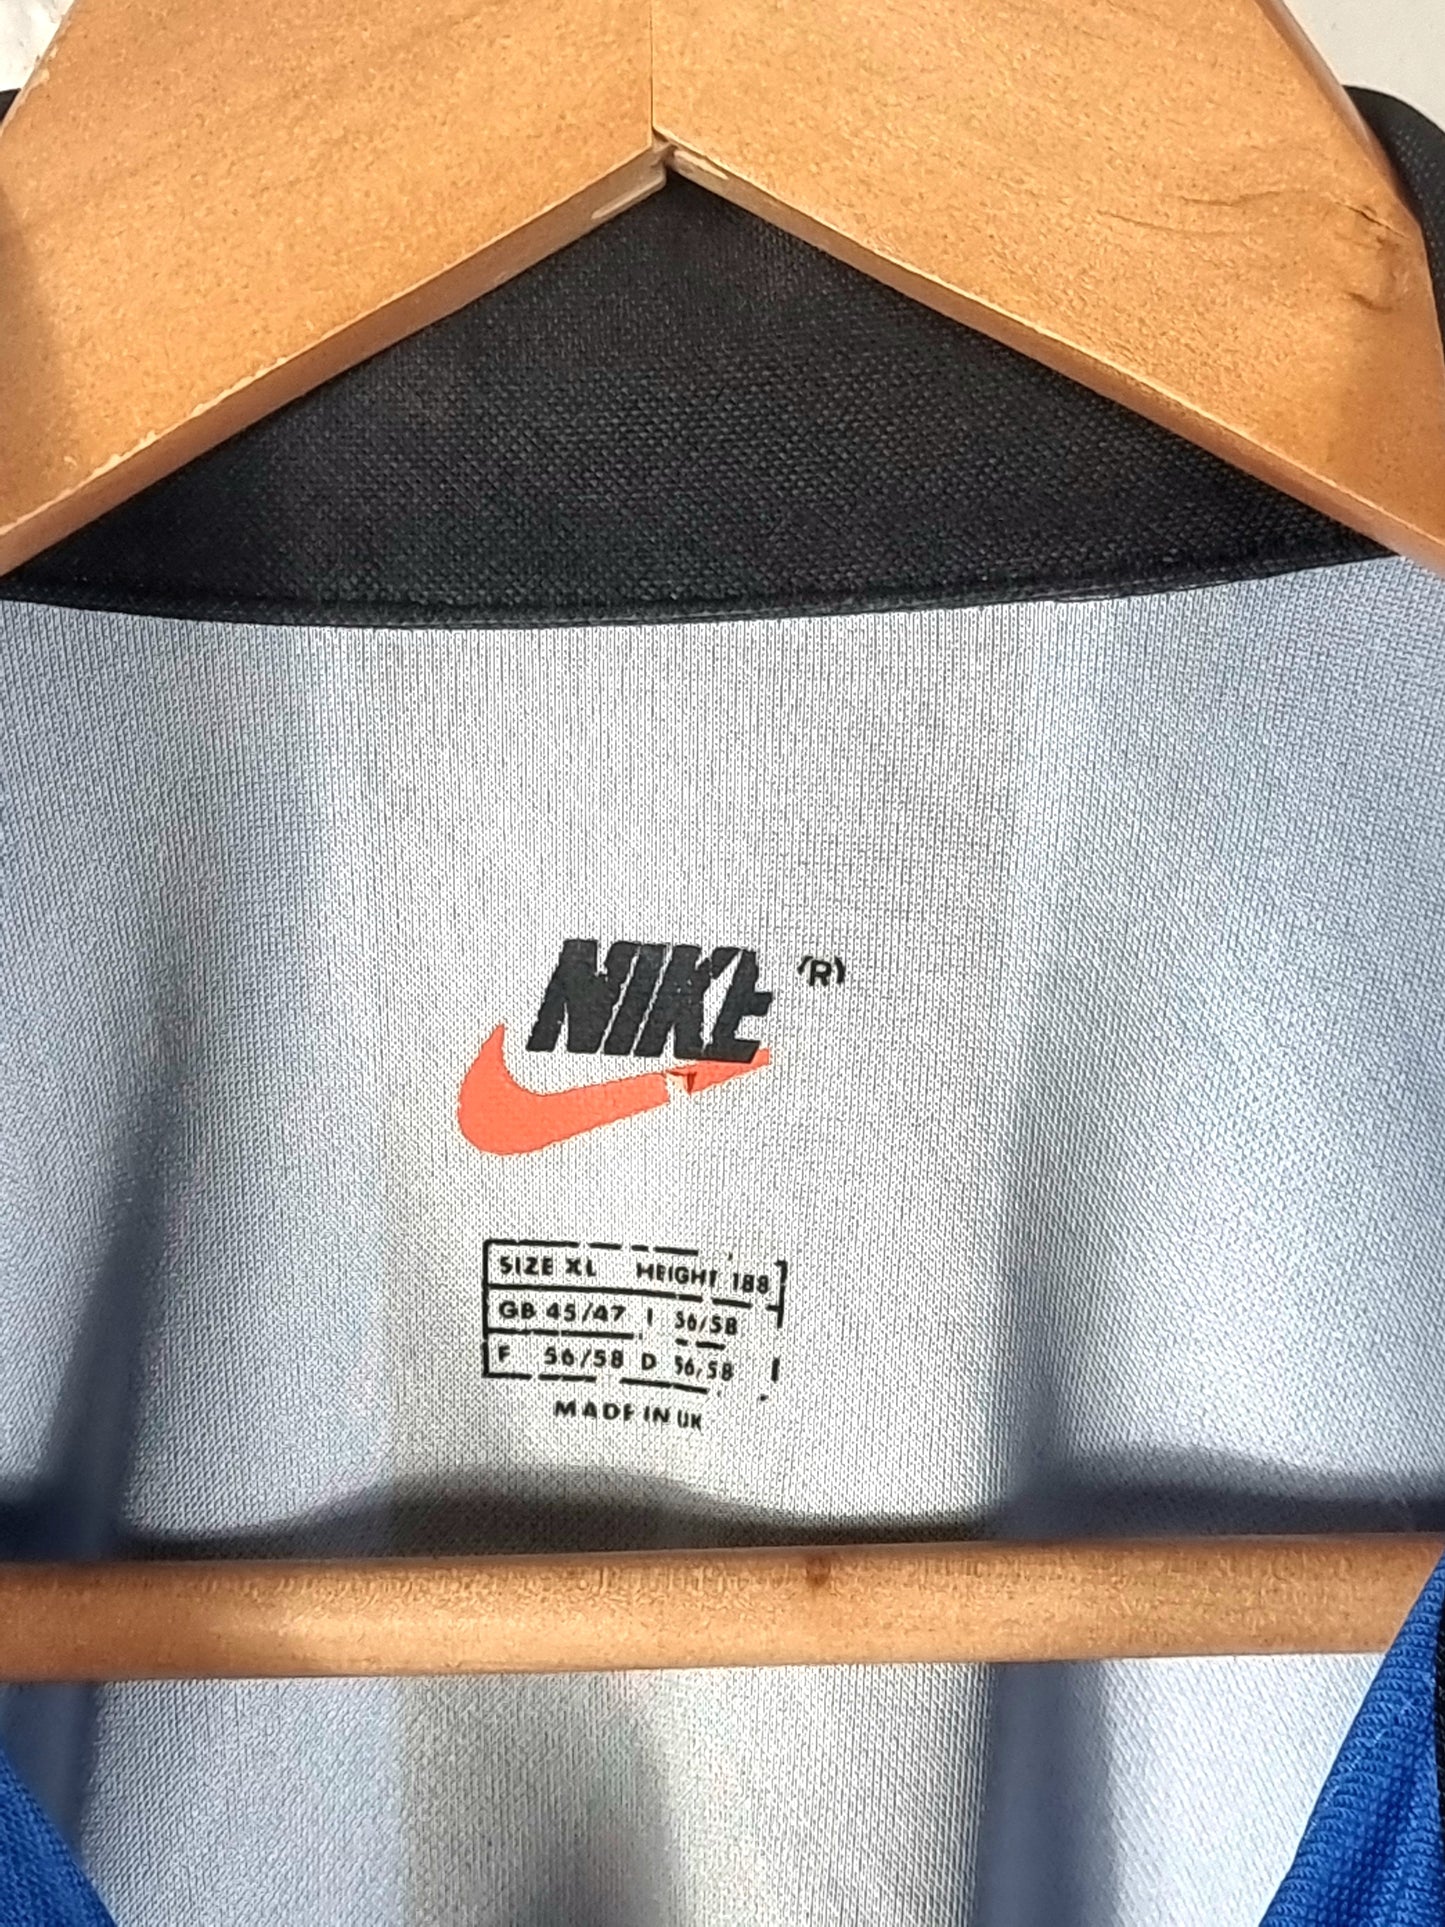 NIKE (R)
SIZE XL HEIGHT 188
GB 45/47 I 56/58
F 56/58 D 56/58
MADE IN UK